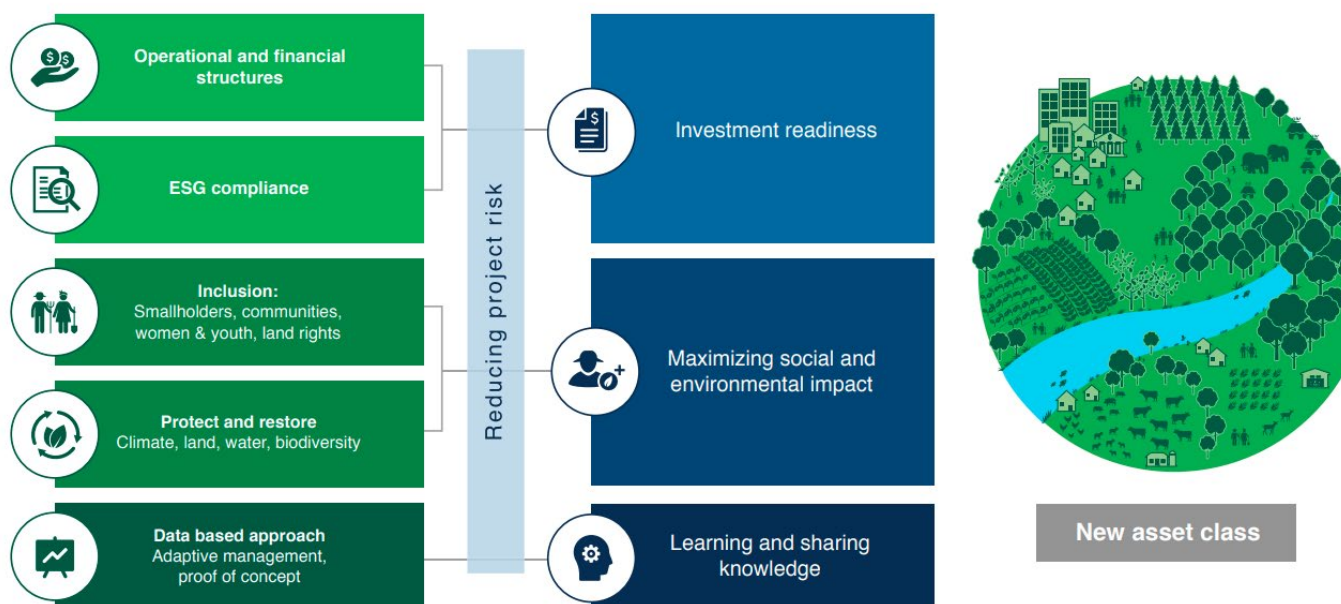 Operational and financial
structures
ESG compliance
Inclusion:
Smallholders, communities,
women & youth, land rights
Protect and restore
Climate, land, water, biodiversity
Data based approach
Adaptive management,
proof of concept
Reducing project risk
Investment readiness
Maximizing social and
environmental impact
Learning and sharing
knowledge
New asset class